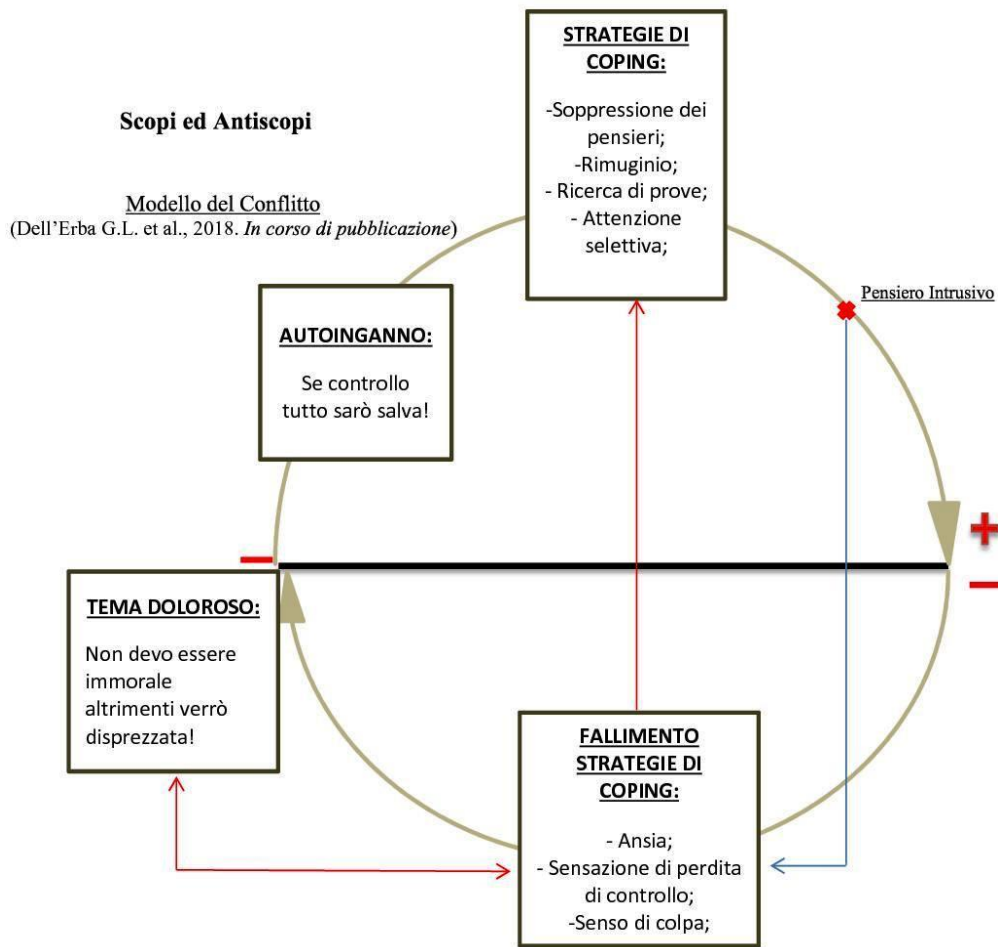 Scopi ed Antiscopi
Modello del Conflitto
(Dell'Erba G.L. et al., 2018. In corso di pubblicazione)
STRATEGIE DI
COPING:
-Soppressione dei
pensieri;
-Rimuginio;
- Ricerca di prove;
- Attenzione
selettiva;
Pensiero Intrusivo
AUTOINGANNO:
Se controllo
tutto sarò salva!
+
–
–
TEMA DOLOROSO:
Non devo essere
immorale
altrimenti verrò
disprezzata!
FALLIMENTO
STRATEGIE DI
COPING:
- Ansia;
- Sensazione di perdita
di controllo;
-Senso di colpa;